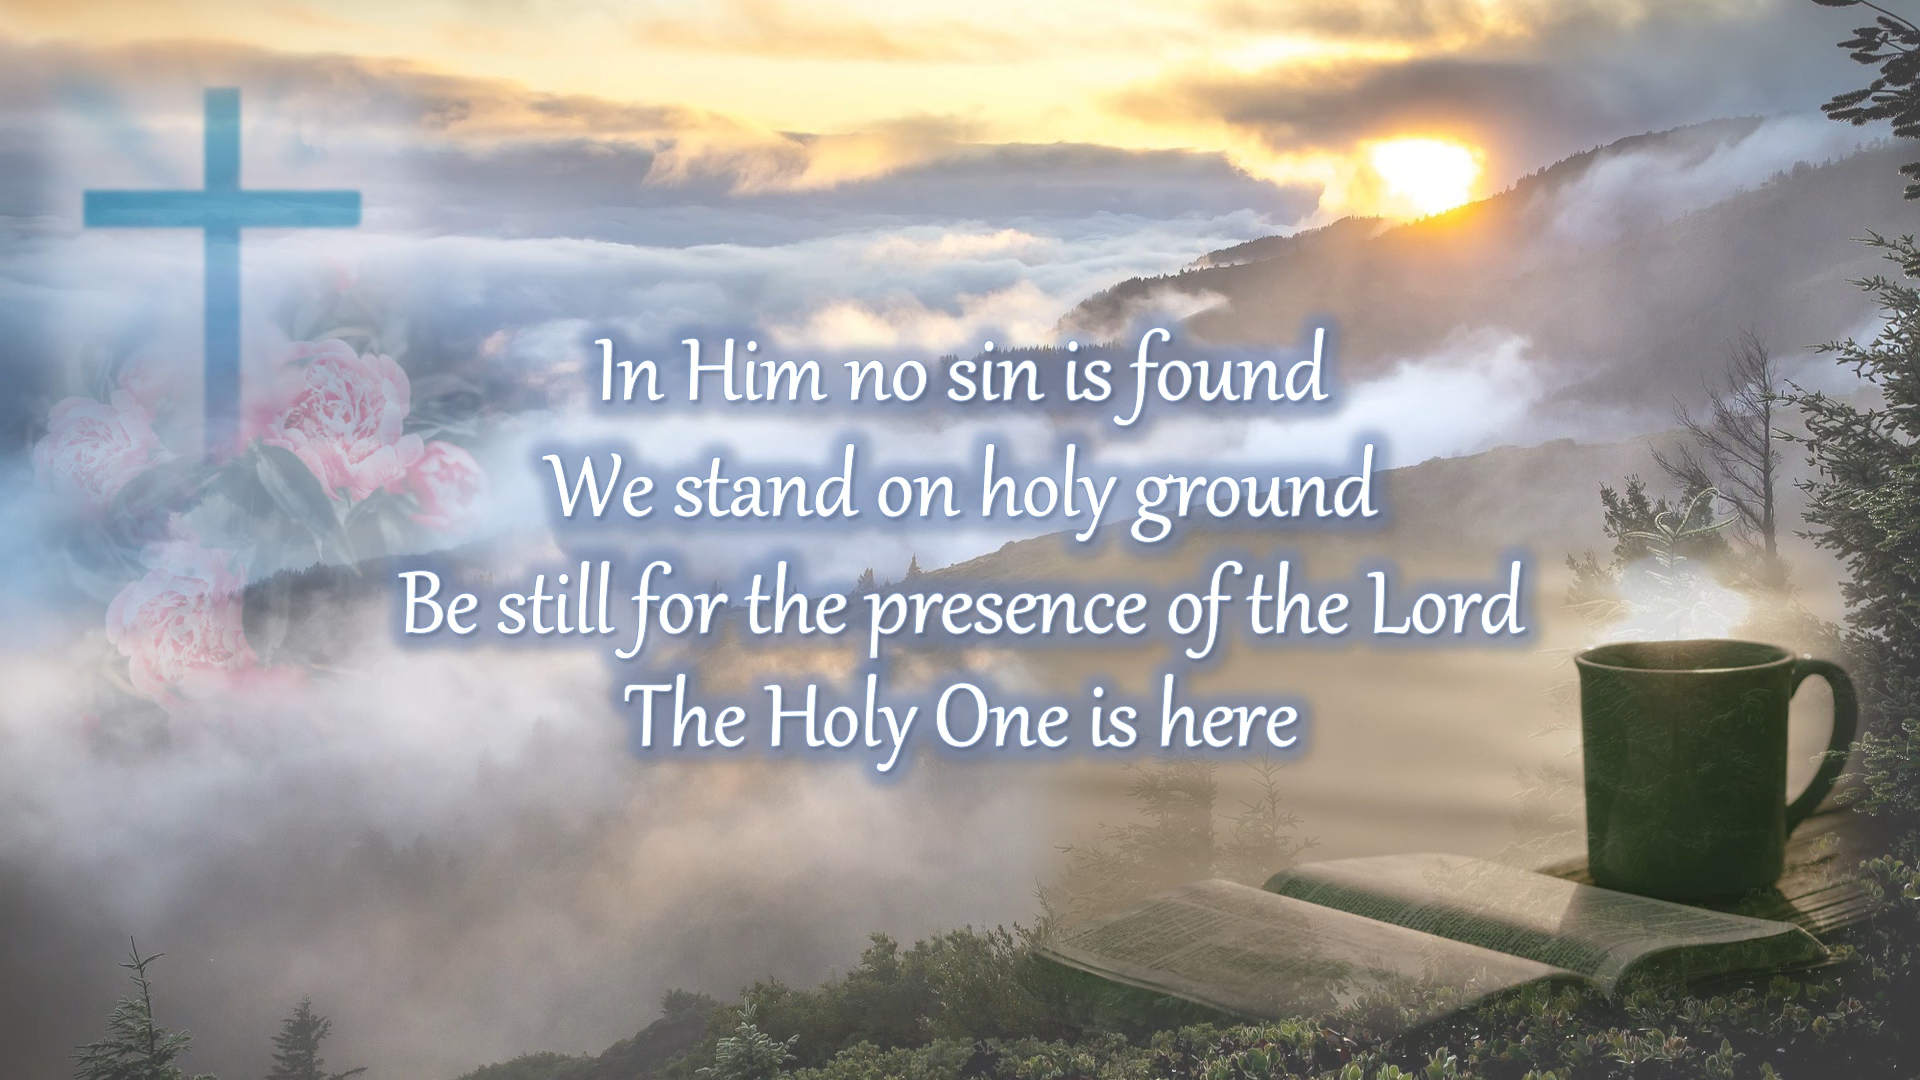 In Him no sin is found
We stand on holy ground
Be still for the presence of the Lord
The Holy One is here